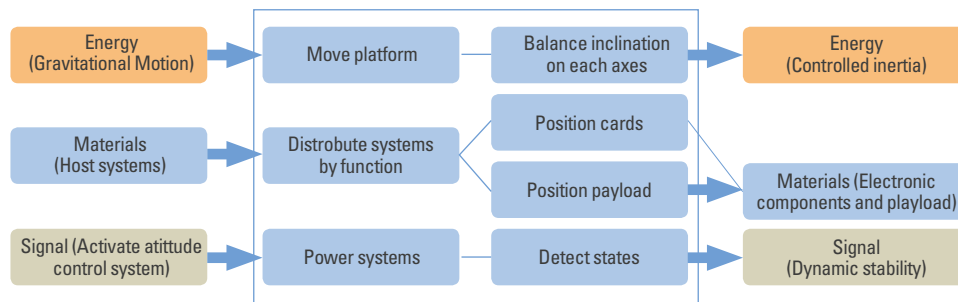 Energy
(Gravitational Motion)
Move platform
Balance inclination
on each axes
Energy
(Controlled inertia)
Materials
(Host systems)
Distrobute systems
by function
Position cards
Position payload
Materials (Electronic
components and playload)
Signal (Activate atittude
control system)
Power systems
Detect states
Signal
(Dynamic stability)